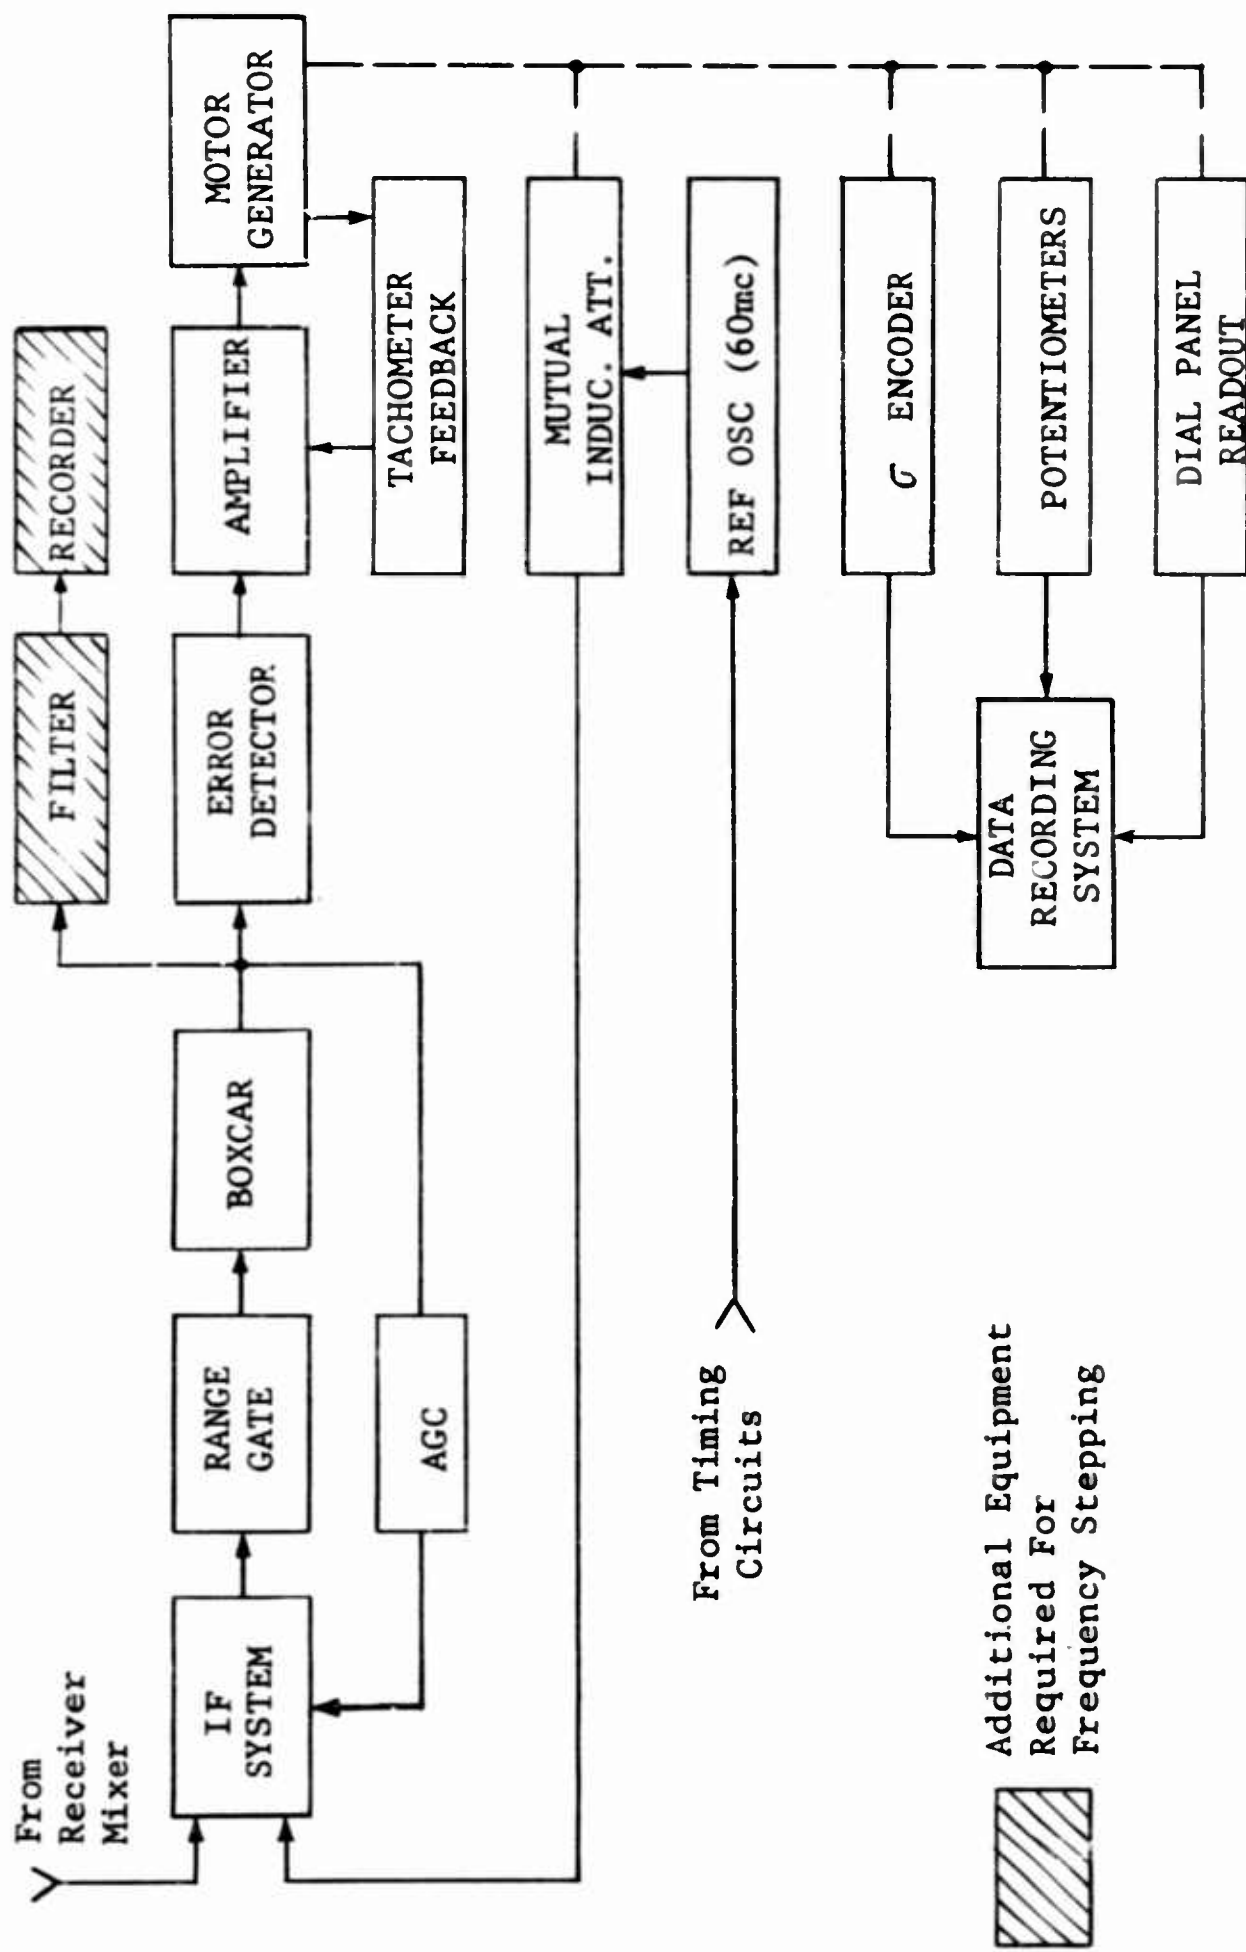 From
Receiver
Mixer
IF
SYSTEM
RANGE
GATE
BOXCAR
AGC
FILTER
RECORDER
ERROR
DETECTOR
AMPLIFIER
MOTOR
GENERATOR
TACHOMETER
FEEDBACK
MUTUAL
INDUC. ATT.
REF OSC (60mc)
From Timing
Circuits
σ ENCODER
POTENTIOMETERS
DIAL PANEL
READOUT
DATA
RECORDING
SYSTEM
Additional Equipment
Required For
Frequency Stepping